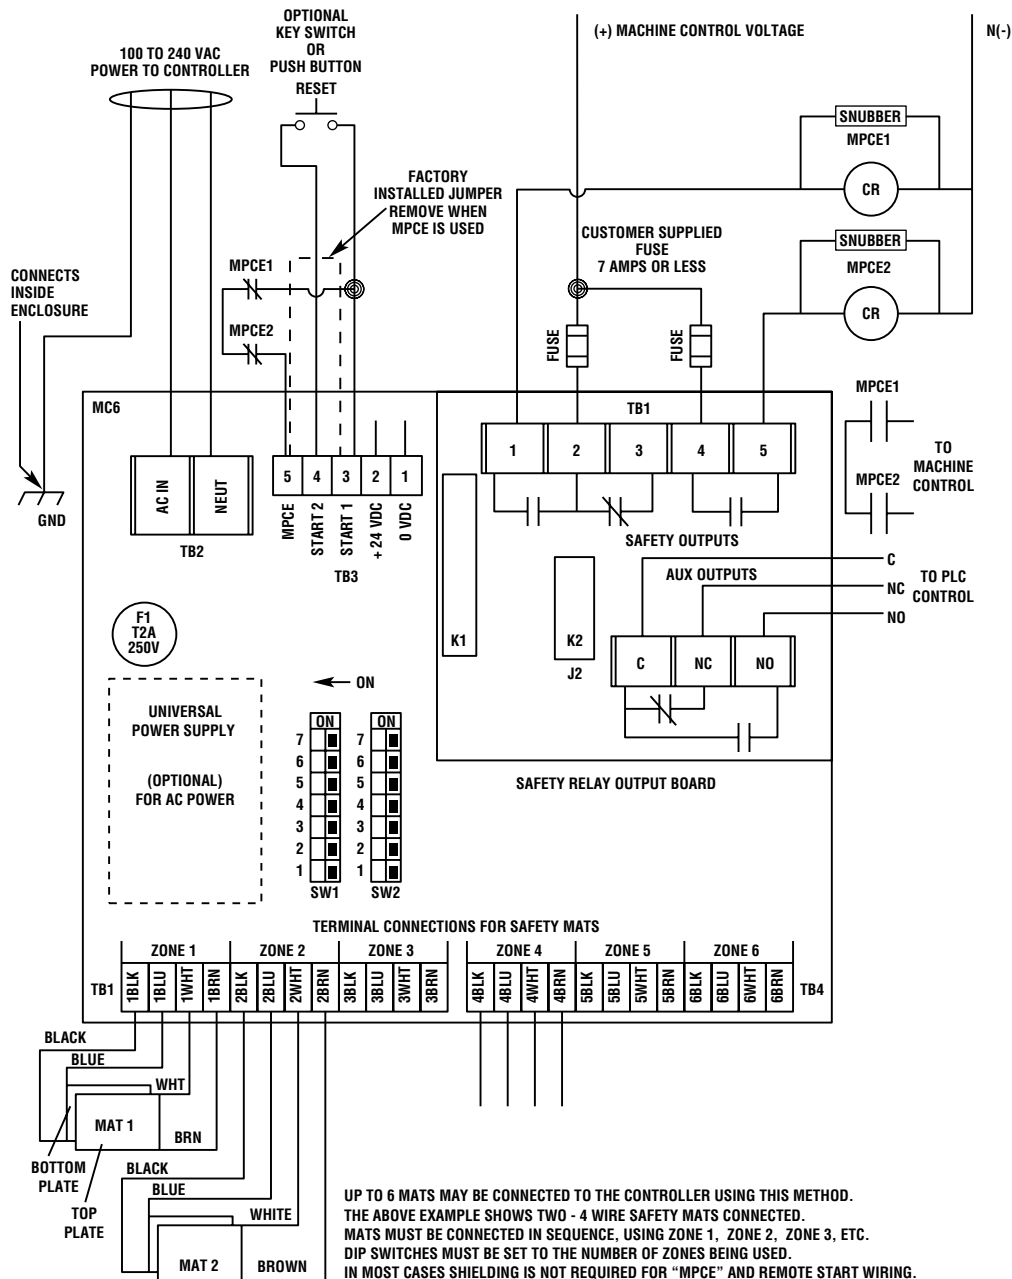 OPTIONAL
KEY SWITCH
OR
PUSH BUTTON
RESET
(+) MACHINE CONTROL VOLTAGE
N(-)
100 TO 240 VAC
POWER TO CONTROLLER
SNUBBER
MPCE1
CR
FACTORY
INSTALLED JUMPER
REMOVE WHEN
MPCE IS USED
CUSTOMER SUPPLIED
FUSE
7 AMPS OR LESS
SNUBBER
MPCE2
CR
CONNECTS
INSIDE
ENCLOSURE
MPCE1
MPCE2
FUSE
FUSE
MC6
TB1
1
2
3
4
5
MPCE1
MPCE2
TO
MACHINE
CONTROL
GND
AC IN
NEUT
TB2
5
4
3
2
1
MPCE
START 2
START 1
+ 24 VDC
0 VDC
TB3
SAFETY OUTPUTS
AUX OUTPUTS
C
NC
NO
TO PLC
CONTROL
K1
K2
J2
C
NC
NO
F1
T2A
250V
ON
UNIVERSAL
POWER SUPPLY
(OPTIONAL)
FOR AC POWER
ON
7
6
5
4
3
2
1
SW1
ON
7
6
5
4
3
2
1
SW2
SAFETY RELAY OUTPUT BOARD
TERMINAL CONNECTIONS FOR SAFETY MATS
ZONE 1
ZONE 2
ZONE 3
ZONE 4
ZONE 5
ZONE 6
TB1
1BLK
1BLU
1WHT
1BRN
2BLK
2BLU
2WHT
2BRN
3BLK
3BLU
3WHT
3BRN
4BLK
4BLU
4WHT
4BRN
5BLK
5BLU
5WHT
5BRN
6BLK
6BLU
6WHT
6BRN
TB4
BLACK
BLUE
WHT
MAT 1
BRN
BOTTOM
PLATE
TOP
PLATE
BLACK
BLUE
WHITE
MAT 2
BROWN
UP TO 6 MATS MAY BE CONNECTED TO THE CONTROLLER USING THIS METHOD.
THE ABOVE EXAMPLE SHOWS TWO - 4 WIRE SAFETY MATS CONNECTED.
MATS MUST BE CONNECTED IN SEQUENCE, USING ZONE 1, ZONE 2, ZONE 3, ETC.
DIP SWITCHES MUST BE SET TO THE NUMBER OF ZONES BEING USED.
IN MOST CASES SHIELDING IS NOT REQUIRED FOR “MPCE” AND REMOTE START WIRING.